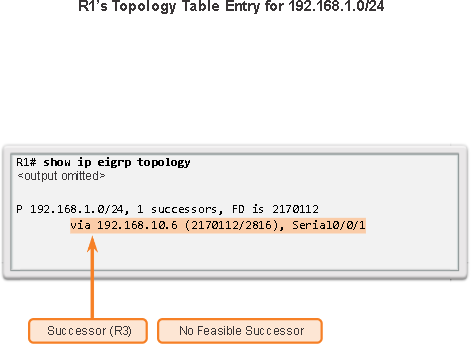 R1's Topology Table Entry for 192.168.1.0/24
R1# show ip eigrp topology
<output omitted>
P 192.168.1.0/24, 1 successors, FD is 2170112
via 192.168.10.6 (2170112/2816), Serial0/0/1
Successor (R3)
No Feasible Successor